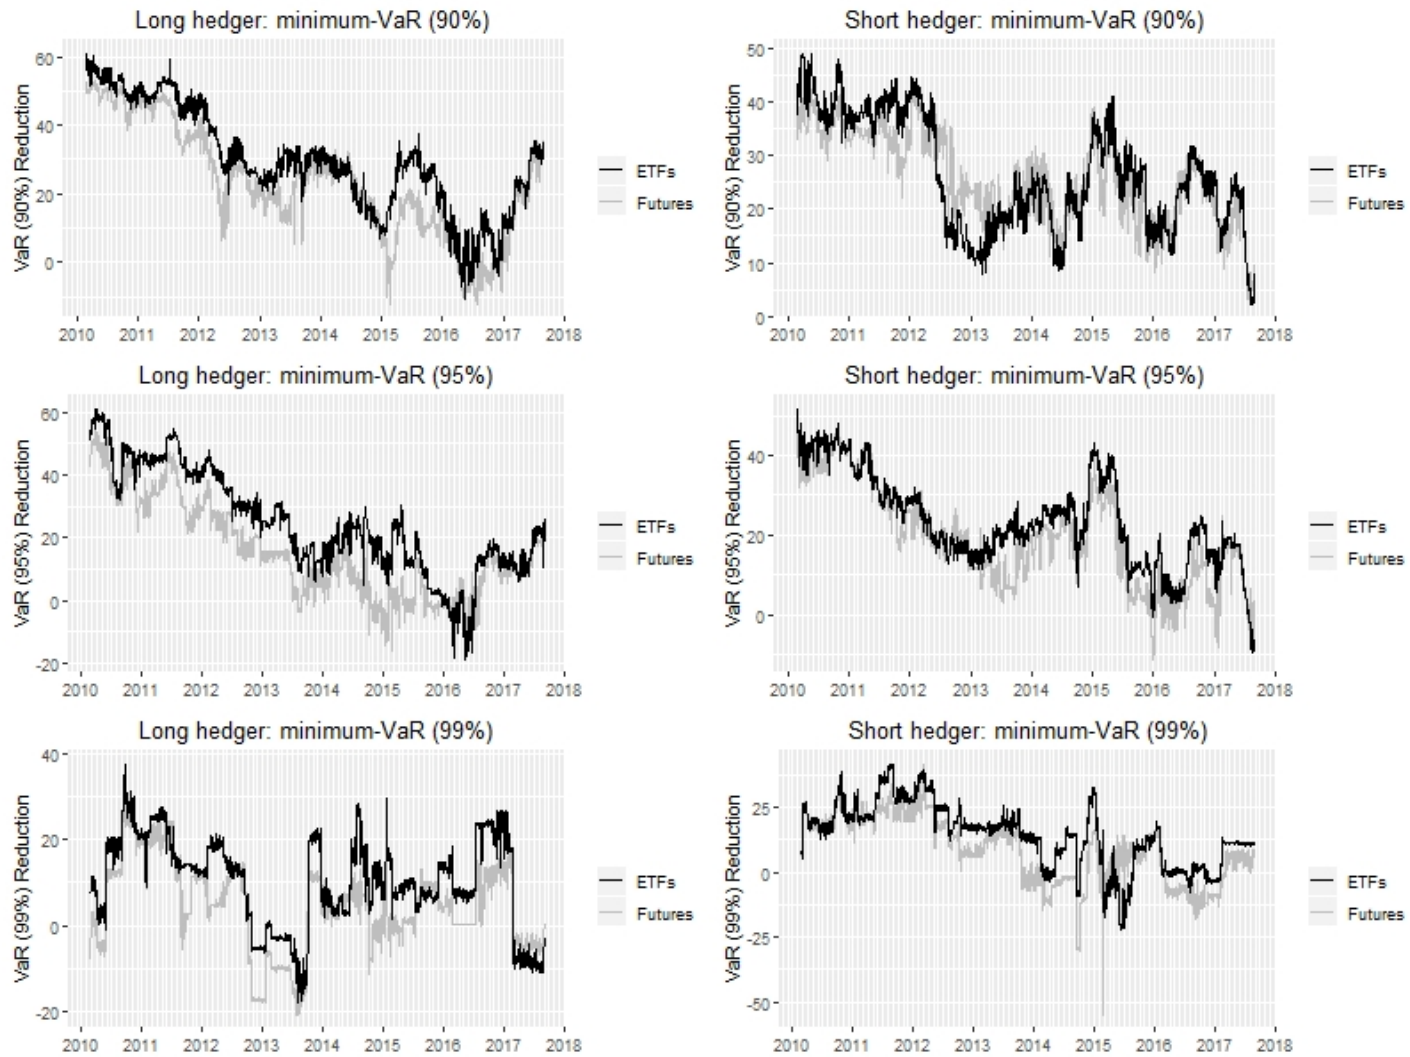 Long hedger: minimum-VaR (90%)
VaR (90%) Reduction
60
40
20
0
2010 2011 2012 2013 2014 2015 2016 2017 2018
ETFs
Futures
Short hedger: minimum-VaR (90%)
VaR (90%) Reduction
50
40
30
20
10
0
2010 2011 2012 2013 2014 2015 2016 2017 2018
ETFs
Futures
Long hedger: minimum-VaR (95%)
VaR (95%) Reduction
60
40
20
0
-20
2010 2011 2012 2013 2014 2015 2016 2017 2018
ETFs
Futures
Short hedger: minimum-VaR (95%)
VaR (95%) Reduction
40
20
0
2010 2011 2012 2013 2014 2015 2016 2017 2018
ETFs
Futures
Long hedger: minimum-VaR (99%)
VaR (99%) Reduction
40
20
0
-20
2010 2011 2012 2013 2014 2015 2016 2017 2018
ETFs
Futures
Short hedger: minimum-VaR (99%)
VaR (99%) Reduction
25
0
-25
-50
2010 2011 2012 2013 2014 2015 2016 2017 2018
ETFs
Futures